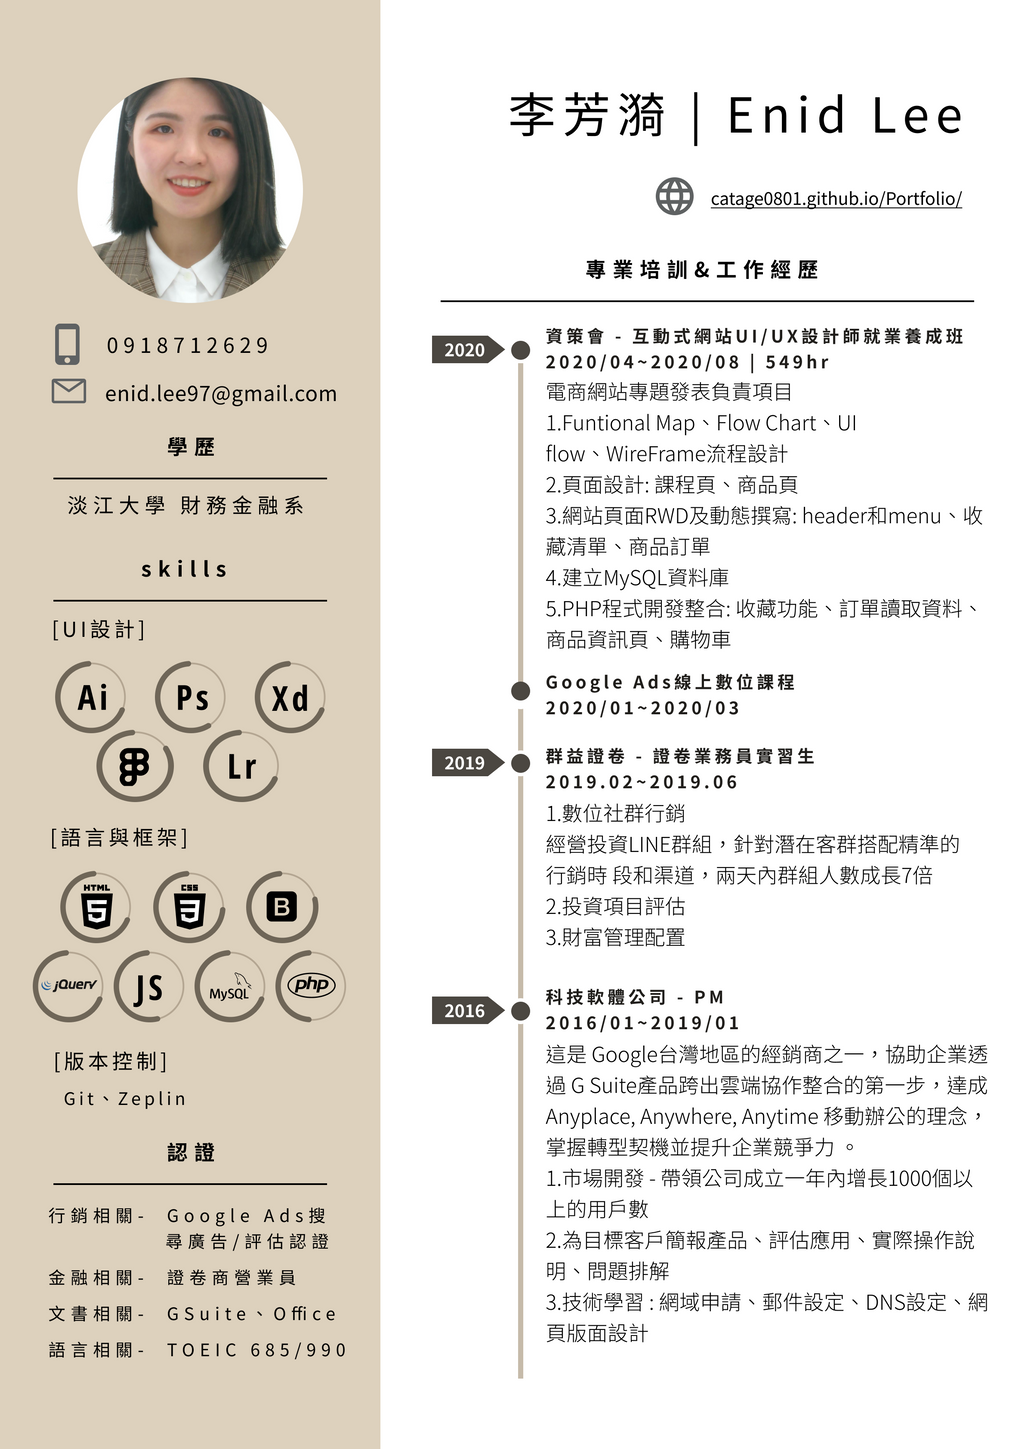 李芳漪 | Enid Lee
catage0801.github.io/Portfolio/
0918712629
enid.lee97@gmail.com
學歷
淡江大學 財務金融系
skills
[UI設計]
Ai
Ps
Xd
Lr
[語言與框架]
HTML
5
CSS
3
B
jQuery
JS
MySQL
php
[版本控制]
Git、Zeplin
認證
行銷相關- Google Ads搜
尋廣告/評估認證
金融相關- 證卷商營業員
文書相關- GSuite、Office
語言相關- TOEIC 685/990
專業培訓&工作經歷
2020
資策會 - 互動式網站UI/UX設計師就業養成班
2020/04~2020/08 | 549hr
電商網站專題發表負責項目
1.Funtional Map、Flow Chart、UI
flow、WireFrame流程設計
2.頁面設計: 課程頁、商品頁
3.網站頁面RWD及動態撰寫: header和menu、收
藏清單、商品訂單
4.建立MySQL資料庫
5.PHP程式開發整合: 收藏功能、訂單讀取資料、
商品資訊頁、購物車
Google Ads線上數位課程
2020/01~2020/03
2019
群益證卷 - 證卷業務員實習生
2019.02~2019.06
1.數位社群行銷
經營投資LINE群組，針對潛在客群搭配精準的
行銷時 段和渠道，兩天內群組人數成長7倍
2.投資項目評估
3.財富管理配置
2016
科技軟體公司 - PM
2016/01~2019/01
這是 Google台灣地區的經銷商之一，協助企業透
過 G Suite產品跨出雲端協作整合的第一步，達成
Anyplace, Anywhere, Anytime 移動辦公的理念，
掌握轉型契機並提升企業競爭力 。
1.市場開發 - 帶領公司成立一年內增長1000個以
上的用戶數
2.為目標客戶簡報產品、評估應用、實際操作說
明、問題排解
3.技術學習 : 網域申請、郵件設定、DNS設定、網
頁版面設計